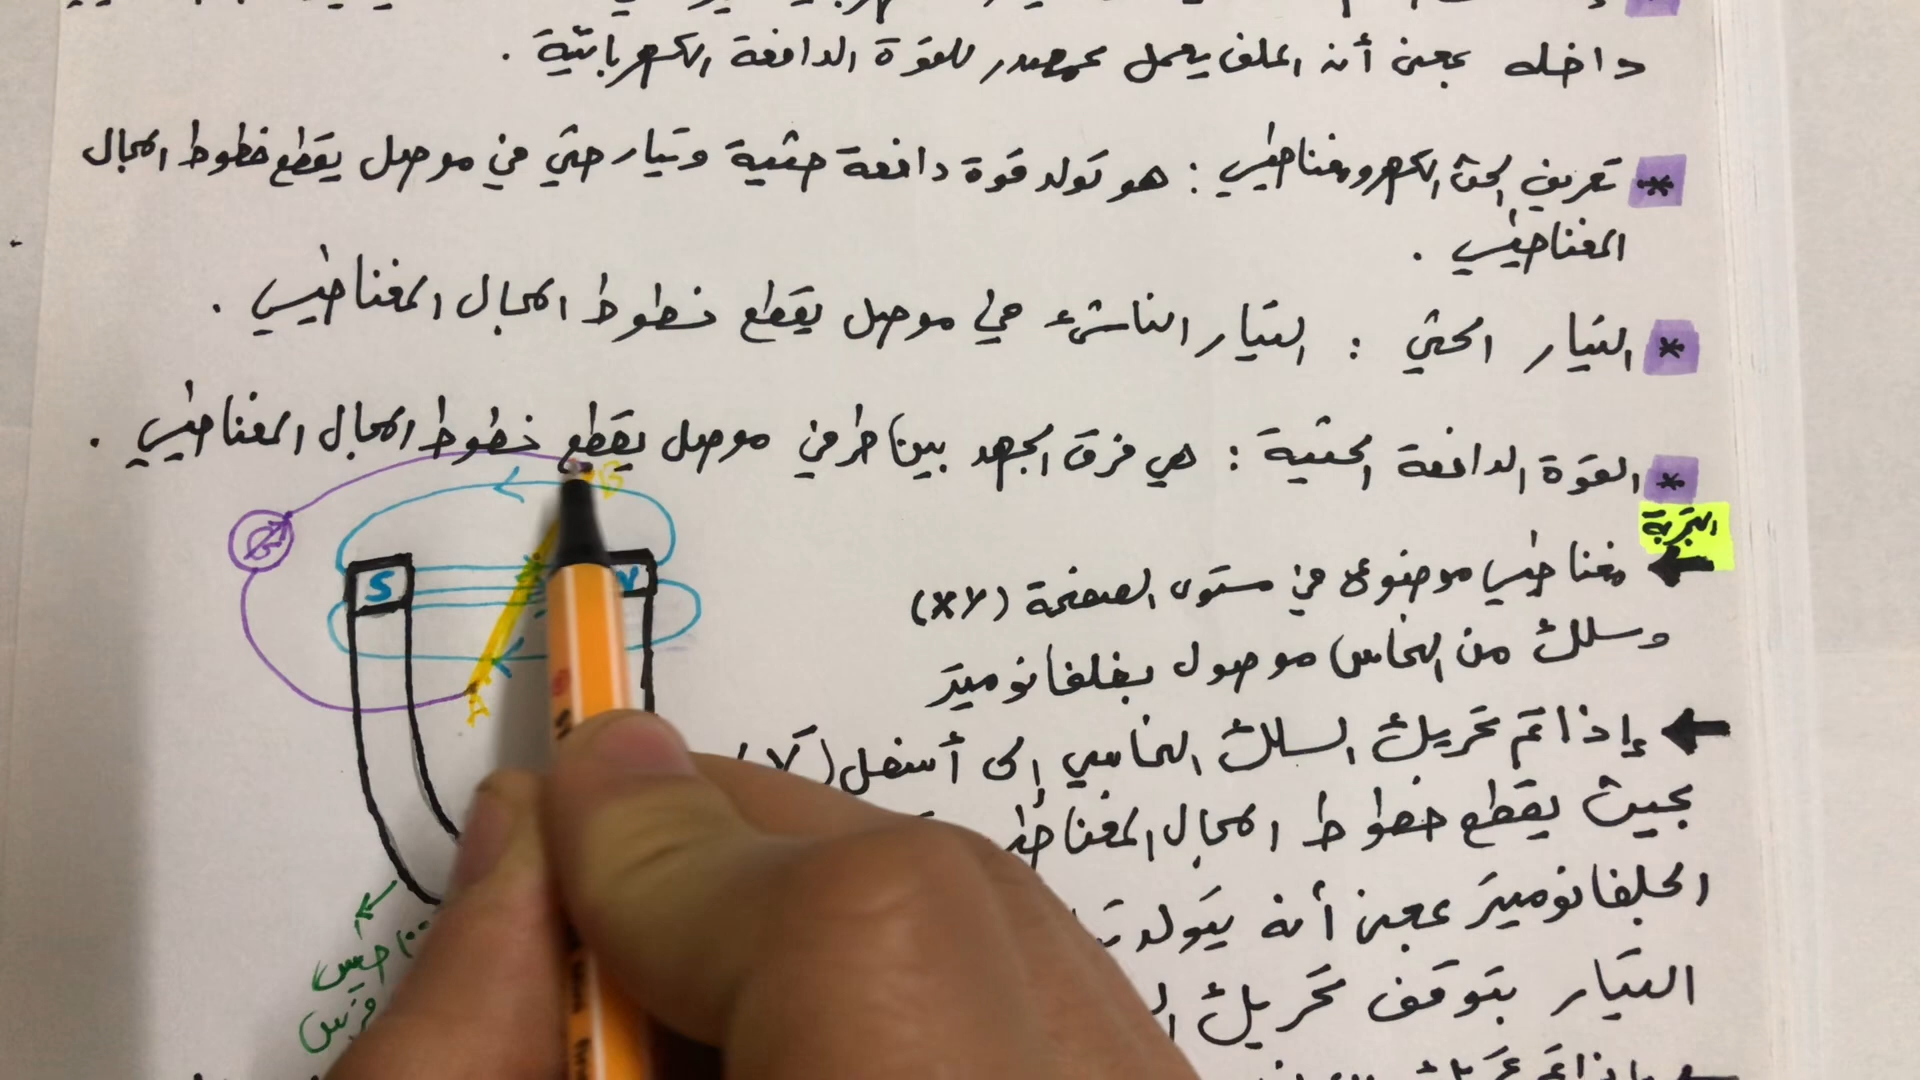 داخله بمعنى أنه الملف يعمل كمصدر للقوة الدافعة الكهربائية .
* تعريف الحث الكهرومغناطيسي : هو تولد قوة دافعة حثية وتيار حثي في موصل يقطع خطوط المجال
المغناطيسي .
* التيار الحثي : التيار الناشئ في موصل يقطع خطوط المجال المغناطيسي .
* القوة الدافعة الحثية : هي فرق الجهد بين طرفي موصل يقطع خطوط المجال المغناطيسي .
التجربة
مغناطيس موضوع في مستوى الصفحة (XY)
وسلك من النحاس موصول بغلفانوميتر
إذا تم تحريك السلك النحاسي إلى أسفل
بحيث يقطع خطوط المجال
الجلفانوميتر بمعنى أنه يتولد
التيار بتوقف تحريك
G
S
B
A